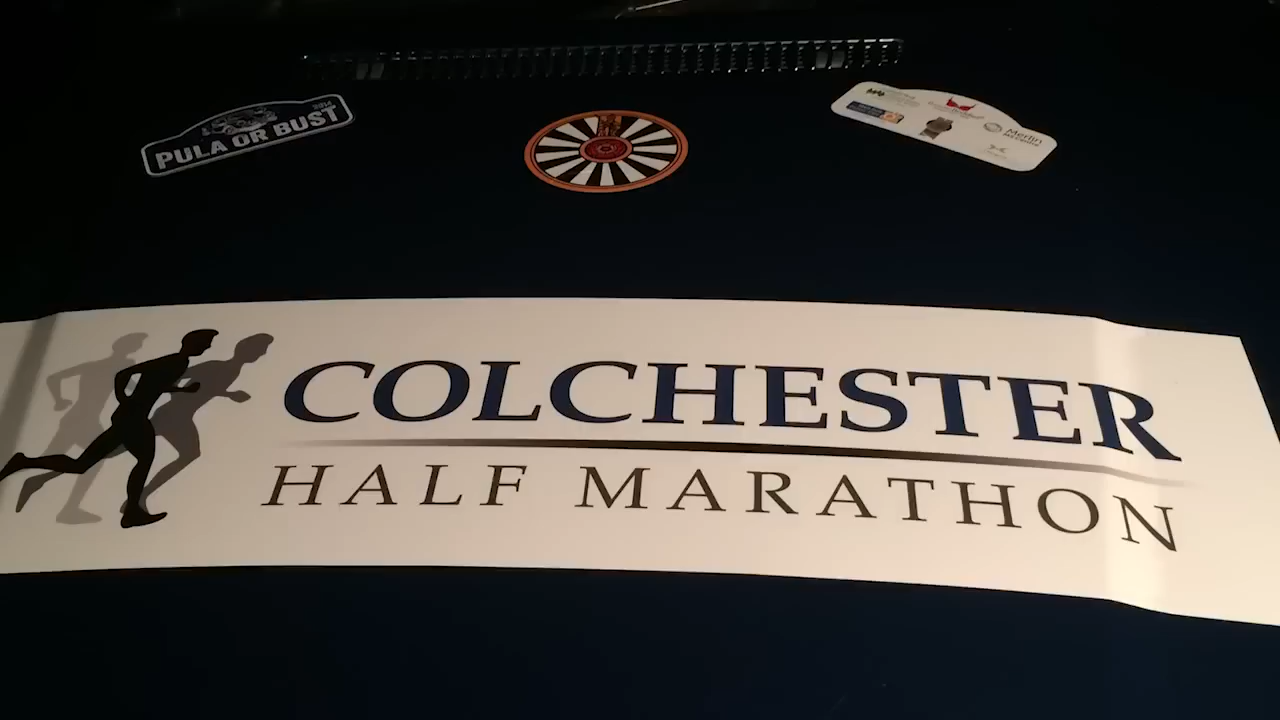 2014
PULA OR BUST
Merlin
COLCHESTER
HALF MARATHON